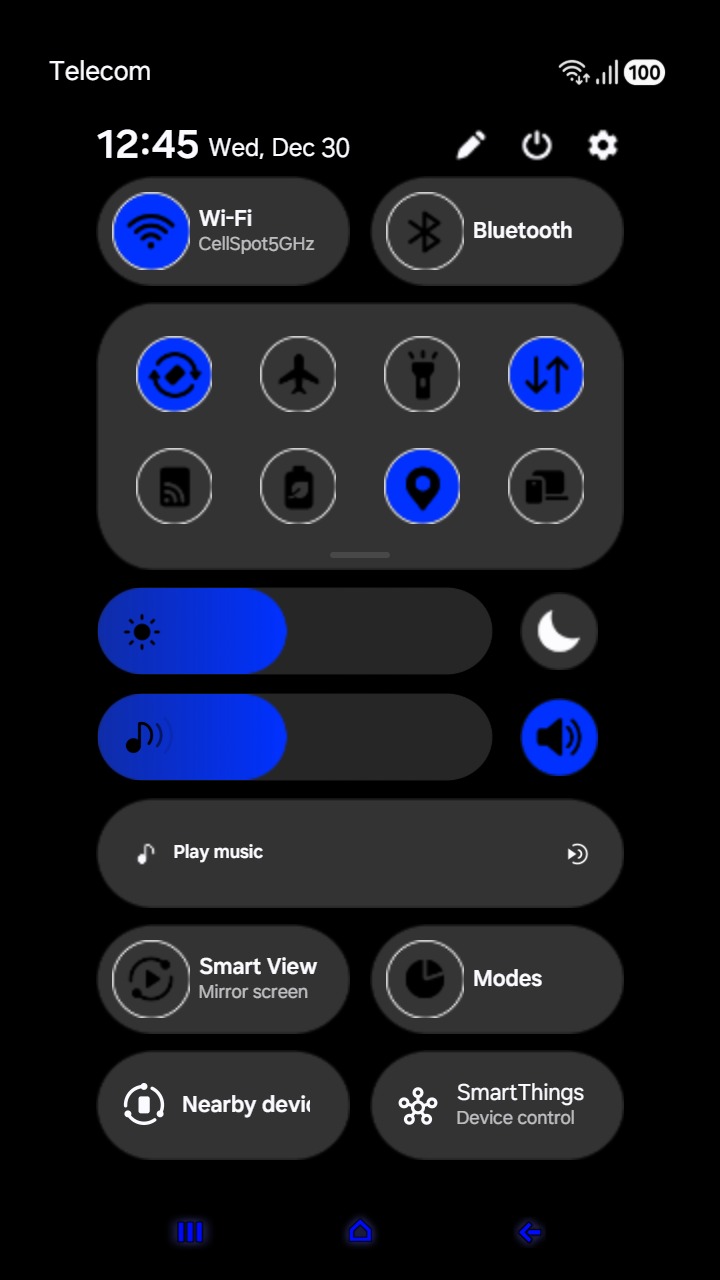 Telecom
100
12:45 Wed, Dec 30
Wi-Fi
CellSpot5GHz
Bluetooth
Play music
Smart View
Mirror screen
Modes
Nearby devi
SmartThings
Device control